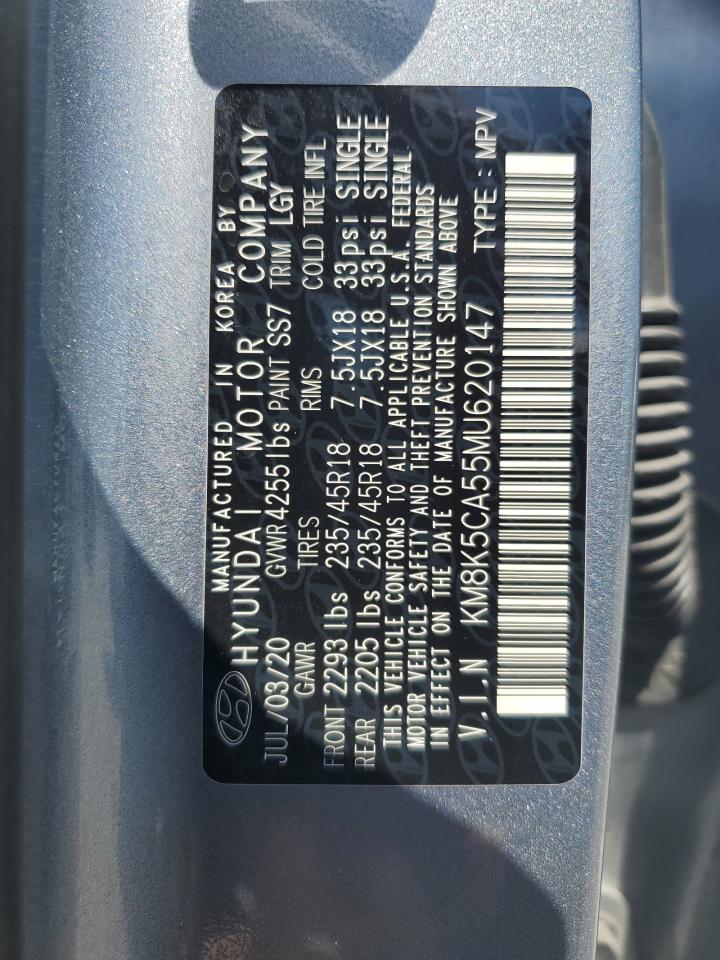 MANUFACTURED IN KOREA BY
HYUNDAI MOTOR COMPANY
JUL/03/20 GVWR 4255lbs PAINT SS7 TRIM LGY
GAWR TIRES RIMS COLD TIRE INFL
FRONT 2293 lbs 235/45R18 7.5JX18 33psi SINGLE
REAR 2205 lbs 235/45R18 7.5JX18 33psi SINGLE
THIS VEHICLE CONFORMS TO ALL APPLICABLE U.S.A. FEDERAL
MOTOR VEHICLE SAFETY AND THEFT PREVENTION STANDARDS
IN EFFECT ON THE DATE OF MANUFACTURE SHOWN ABOVE
V.I.N KM8K5CA55MU620147 TYPE : MPV